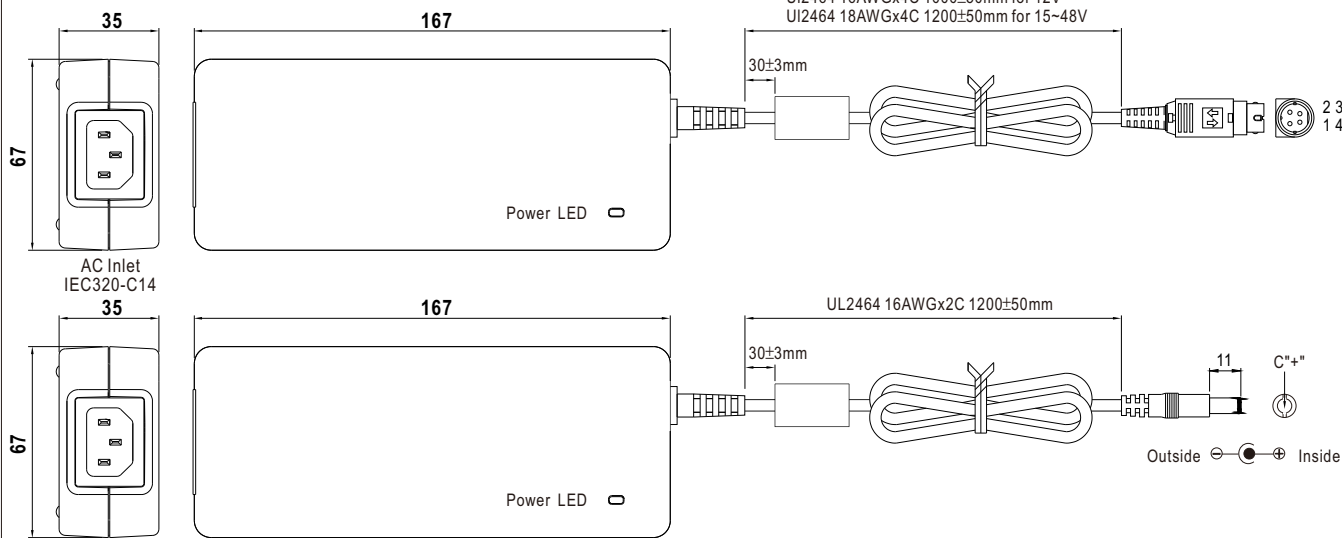 UI2464 18AWGx4C 1200±50mm for 15~48V
35
167
30±3mm
2 3
1 4
67
Power LED
AC Inlet
IEC320-C14
35
167
UL2464 16AWGx2C 1200±50mm
30±3mm
11
C"+"
67
Outside
Inside
Power LED